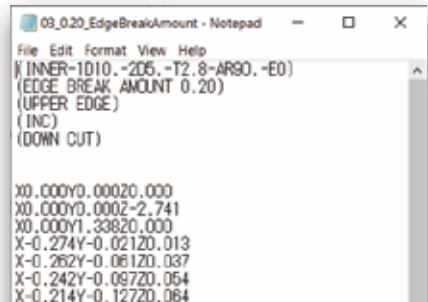 03_0.20_EdgeBreakAmount - Notepad
File Edit Format View Help
(INNER-1D10.-2D5.-T2.8-AR90.-E0)
(EDGE BREAK AMOUNT 0.20)
(UPPER EDGE)
(INC)
(DOWN CUT)
X0.000Y0.000Z0.000
X0.000Y0.000Z-2.741
X0.000Y1.338Z0.000
X-0.274Y-0.021Z0.013
X-0.262Y-0.061Z0.037
X-0.242Y-0.097Z0.054
X-0.214Y-0.127Z0.064